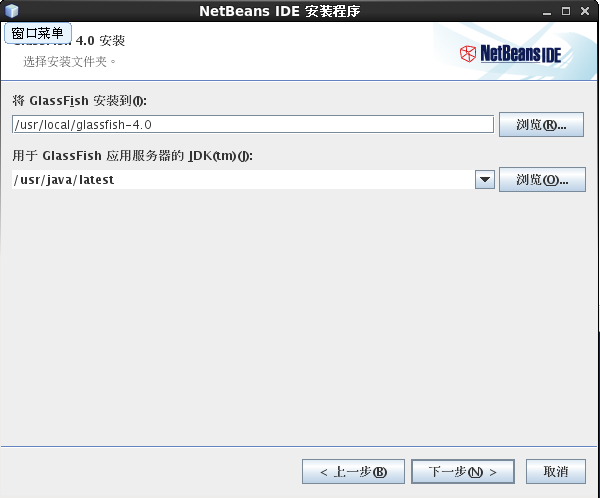 NetBeans IDE 安装程序
窗口菜单
4.0 安装
选择安装文件夹。
NetBeans IDE
将 GlassFish 安装到(I):
/usr/local/glassfish-4.0
浏览(R)...
用于 GlassFish 应用服务器的 JDK(tm)(J):
/usr/java/latest
浏览(O)...
< 上一步(B)
下一步(N) >
取消